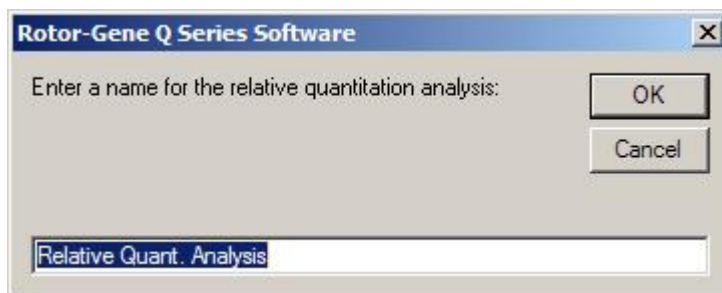 Rotor-Gene Q Series Software
Enter a name for the relative quantitation analysis:
OK
Cancel
Relative Quant. Analysis